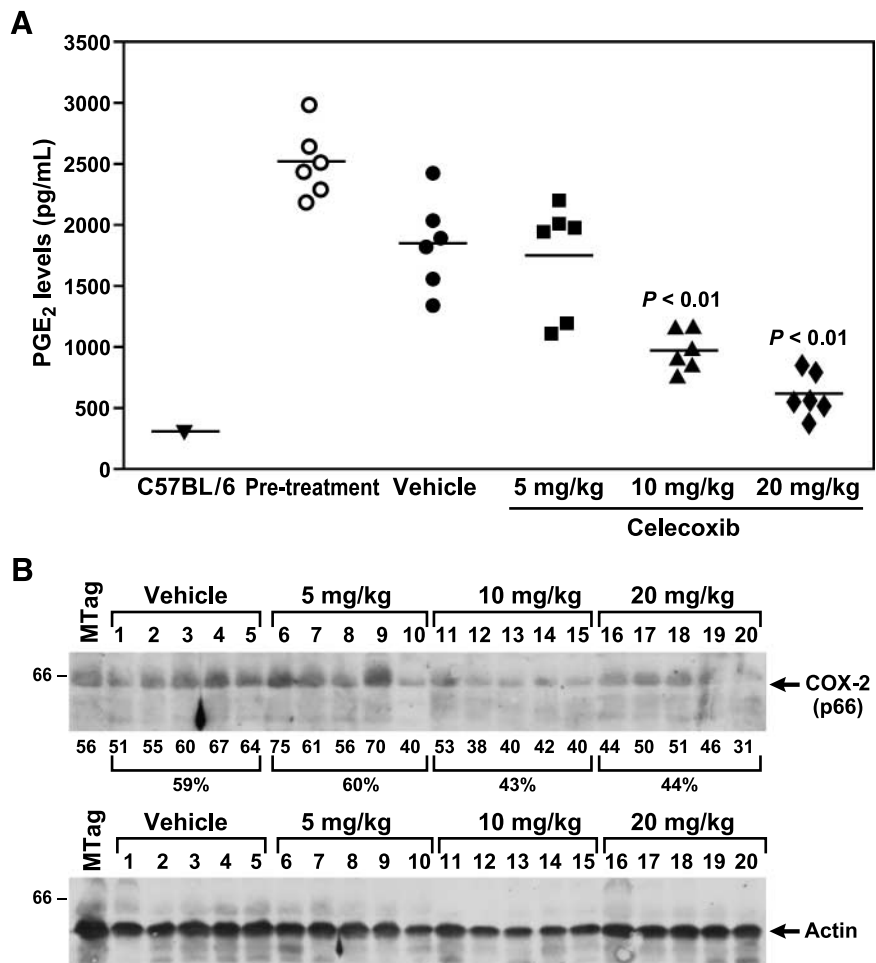 A
3500
3000
2500
2000
1500
1000
500
0
PGE2 levels (pg/mL)
P < 0.01
P < 0.01
C57BL/6 Pre-treatment Vehicle 5 mg/kg 10 mg/kg 20 mg/kg
Celecoxib
B
MTag
Vehicle 5 mg/kg 10 mg/kg 20 mg/kg
1 2 3 4 5 6 7 8 9 10 11 12 13 14 15 16 17 18 19 20
66
COX-2
(p66)
56 51 55 60 67 64 75 61 56 70 40 53 38 40 42 40 44 50 51 46 31
59% 60% 43% 44%
MTag
Vehicle 5 mg/kg 10 mg/kg 20 mg/kg
1 2 3 4 5 6 7 8 9 10 11 12 13 14 15 16 17 18 19 20
66
Actin